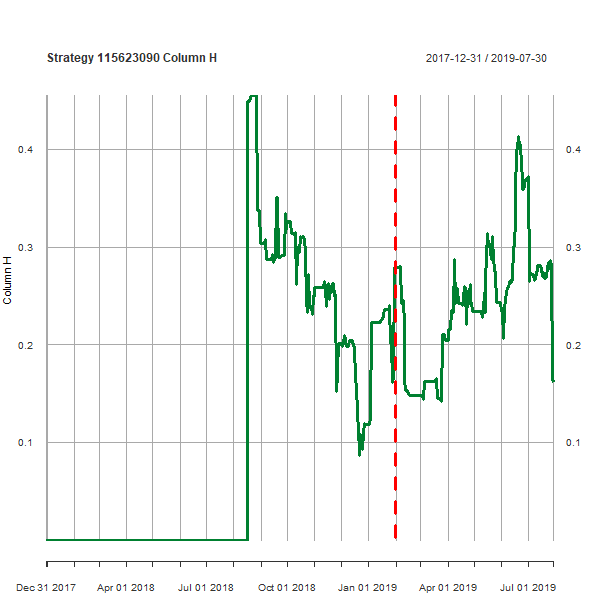 Strategy 115623090 Column H
2017-12-31 / 2019-07-30
0.4 0.4
0.3 0.3
Column H
0.2 0.2
0.1 0.1
Dec 31 2017 Apr 01 2018 Jul 01 2018 Oct 01 2018 Jan 01 2019 Apr 01 2019 Jul 01 2019